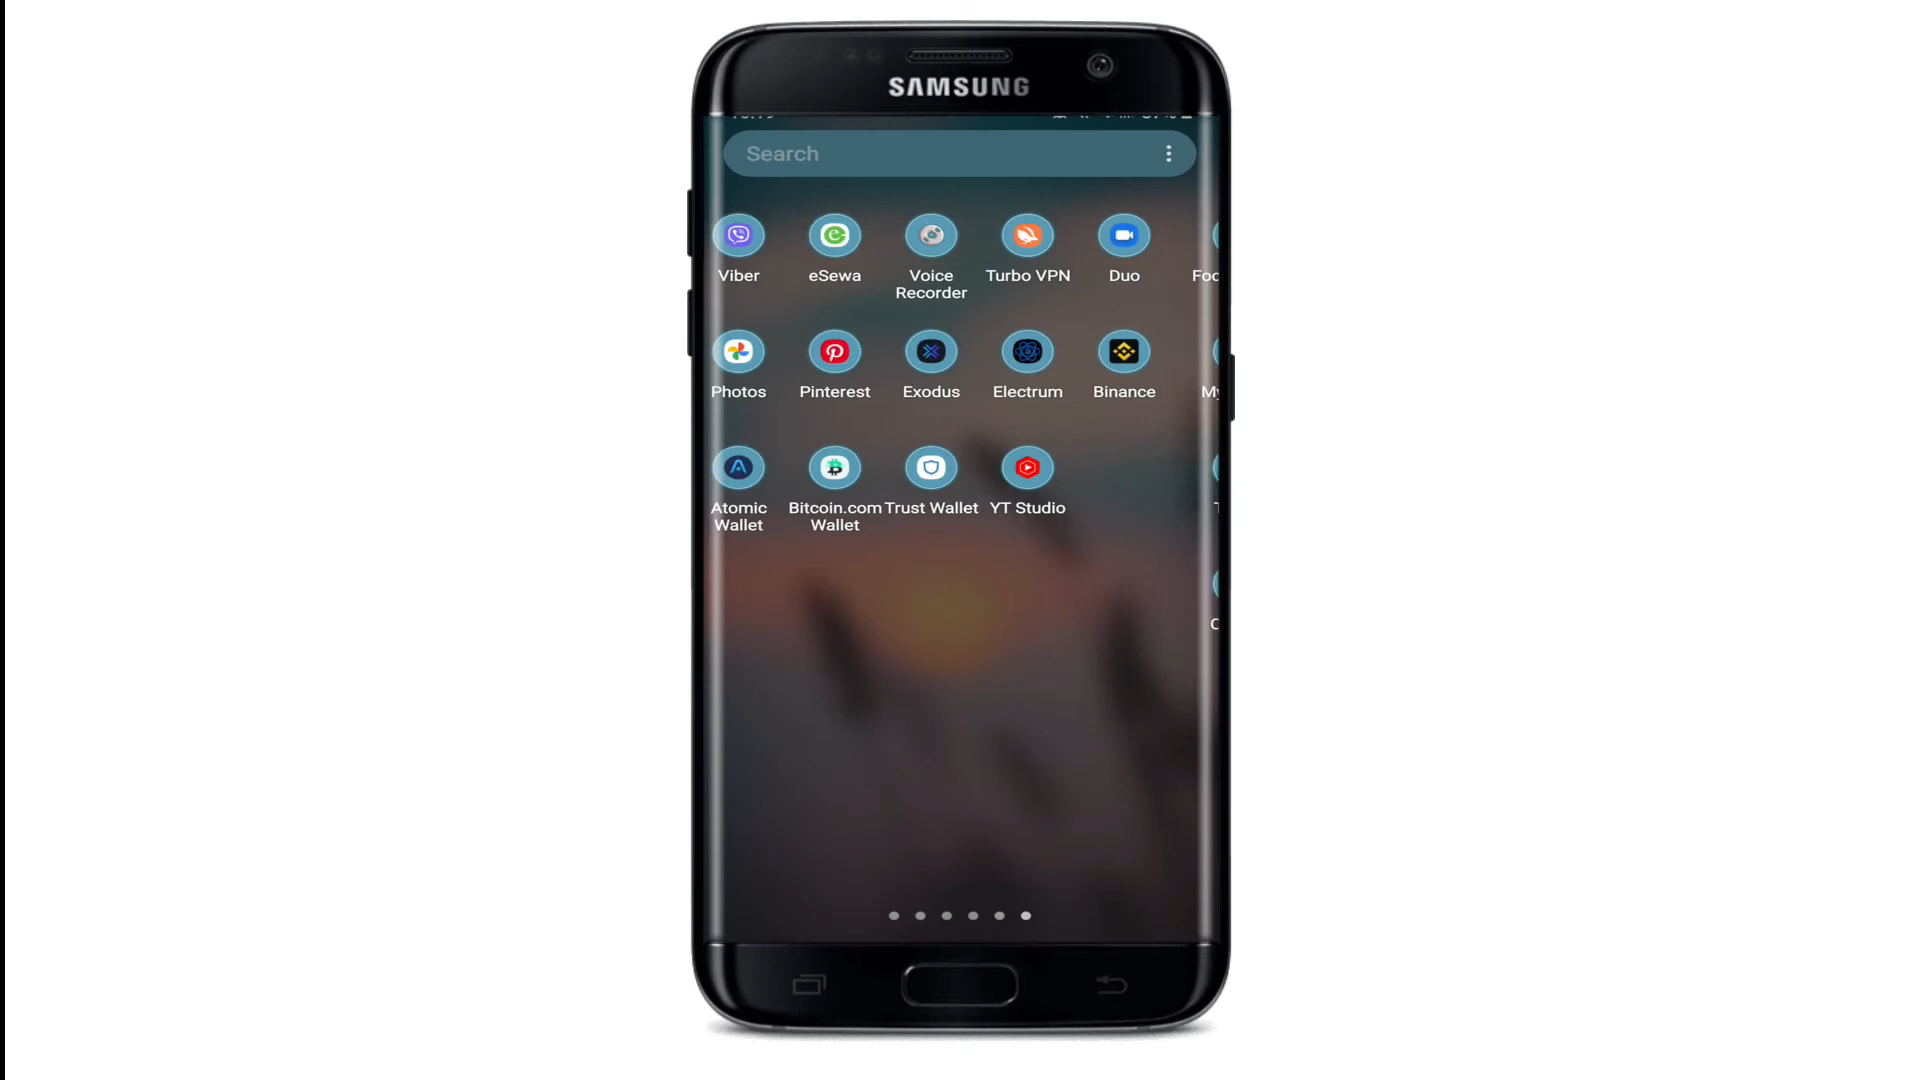 SAMSUNG
Search
Viber eSewa Voice Recorder Turbo VPN Duo
Photos Pinterest Exodus Electrum Binance
Atomic Wallet Bitcoin.com Wallet Trust Wallet YT Studio